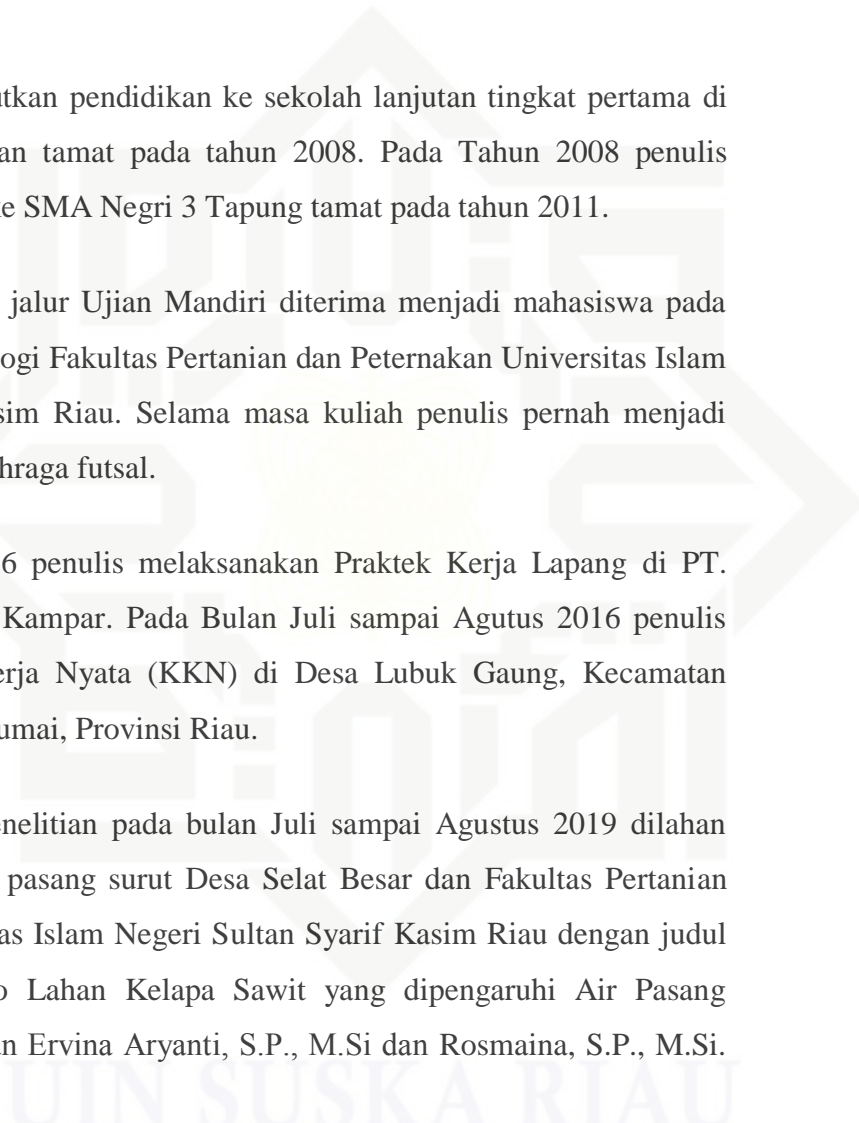 utkan pendidikan ke sekolah lanjutan tingkat pertama di
an tamat pada tahun 2008. Pada Tahun 2008 penulis
ke SMA Negri 3 Tapung tamat pada tahun 2011.
jalur Ujian Mandiri diterima menjadi mahasiswa pada
ogi Fakultas Pertanian dan Peternakan Universitas Islam
sim Riau. Selama masa kuliah penulis pernah menjadi
hraga futsal.
6 penulis melaksanakan Praktek Kerja Lapang di PT.
Kampar. Pada Bulan Juli sampai Agutus 2016 penulis
erja Nyata (KKN) di Desa Lubuk Gaung, Kecamatan
umai, Provinsi Riau.
enelitian pada bulan Juli sampai Agustus 2019 dilahan
pasang surut Desa Selat Besar dan Fakultas Pertanian
as Islam Negeri Sultan Syarif Kasim Riau dengan judul
o Lahan Kelapa Sawit yang dipengaruhi Air Pasang
an Ervina Aryanti, S.P., M.Si dan Rosmaina, S.P., M.Si.
UIN SUSKA RIAU